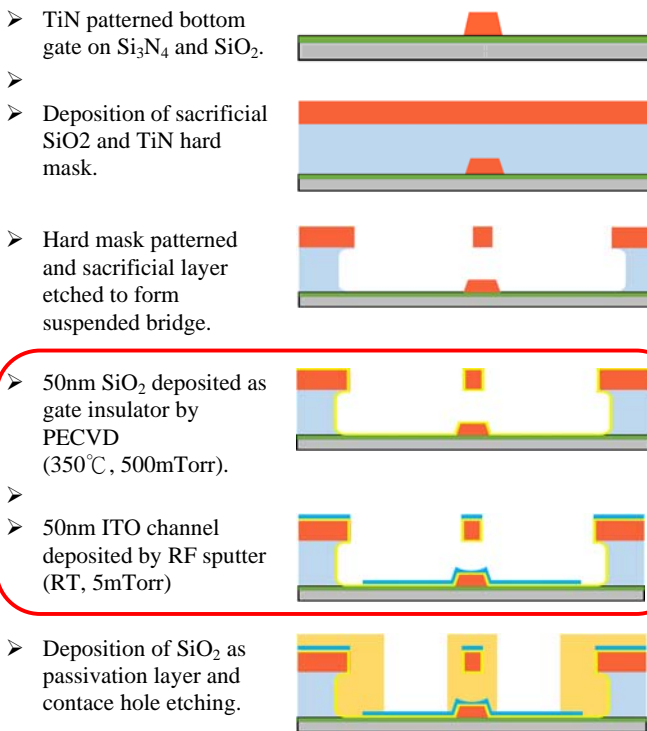 ➢ TiN patterned bottom
gate on Si₃N₄ and SiO₂.
➢
➢ Deposition of sacrificial
SiO2 and TiN hard
mask.
➢ Hard mask patterned
and sacrificial layer
etched to form
suspended bridge.
➢ 50nm SiO₂ deposited as
gate insulator by
PECVD
(350℃, 500mTorr).
➢
➢ 50nm ITO channel
deposited by RF sputter
(RT, 5mTorr)
➢ Deposition of SiO₂ as
passivation layer and
contace hole etching.